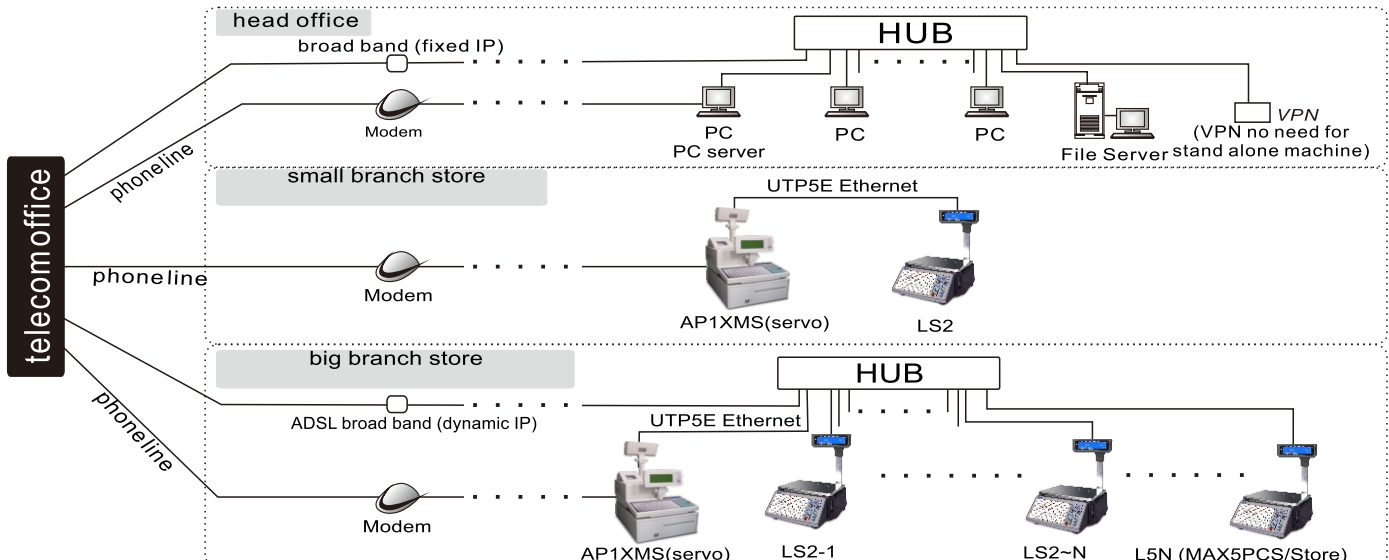 head office
broad band (fixed IP)
HUB
Modem
PC
PC server
PC
PC
File Server
VPN
(VPN no need for
stand alone machine)
phoneline
telecom office
small branch store
UTP5E Ethernet
phoneline
Modem
AP1XMS(servo)
LS2
big branch store
HUB
ADSL broad band (dynamic IP)
UTP5E Ethernet
phoneline
Modem
AP1XMS(servo)
LS2-1
LS2~N
L5N (MAX5PCS/Store)